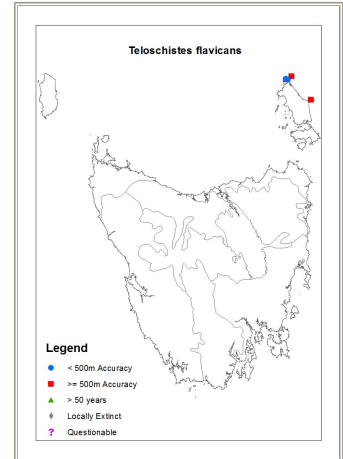 Teloschistes flavicans
Legend
< 500m Accuracy
>= 500m Accuracy
> 50 years
Locally Extinct
? Questionable